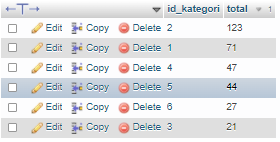 ←T→ id_kategori total 1
Edit Copy Delete 2 123
Edit Copy Delete 1 71
Edit Copy Delete 4 47
Edit Copy Delete 5 44
Edit Copy Delete 6 27
Edit Copy Delete 3 21